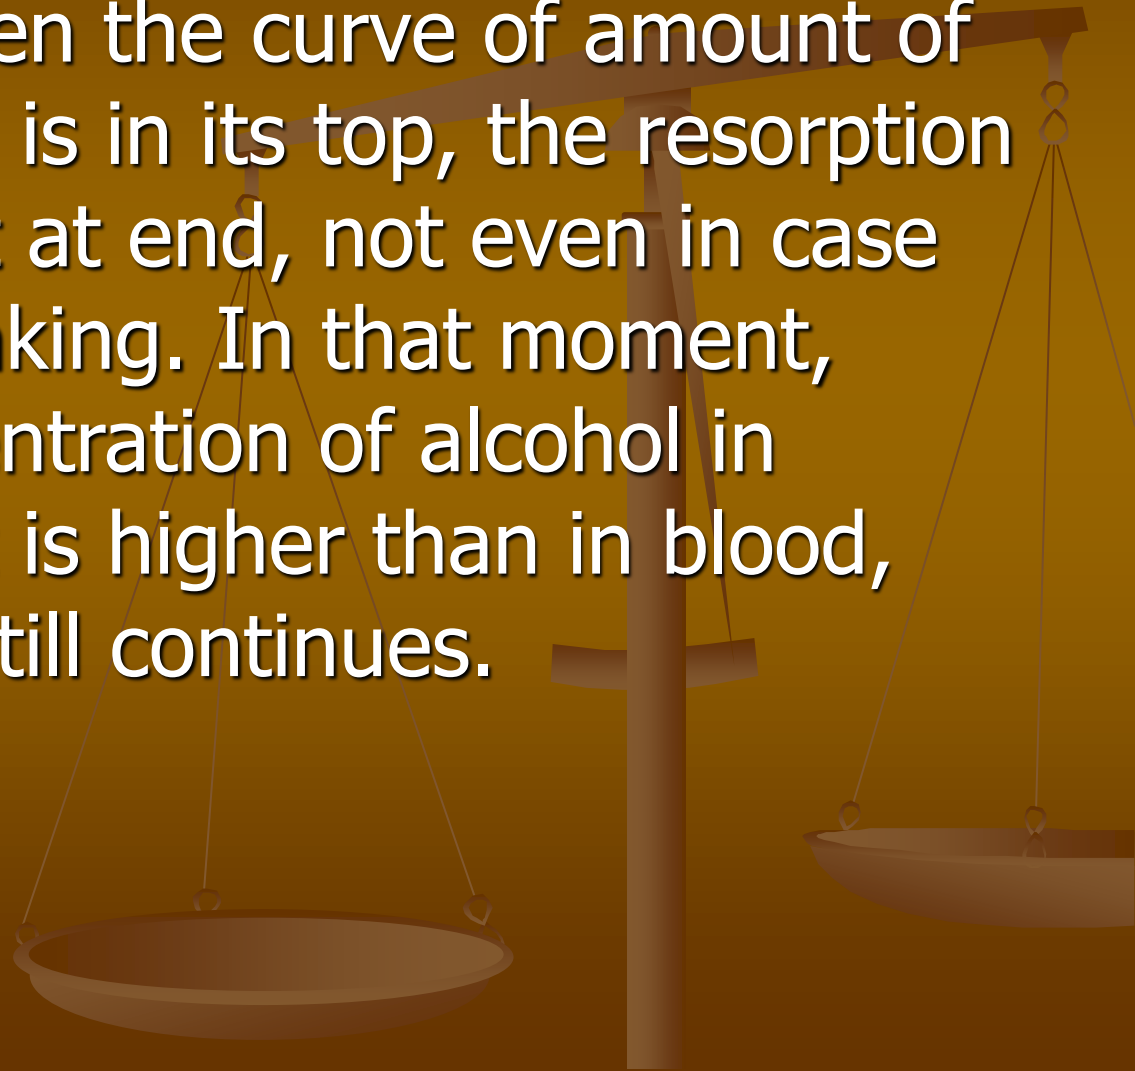 en the curve of amount of
is in its top, the resorption
at end, not even in case
king. In that moment,
ntration of alcohol in
is higher than in blood,
till continues.